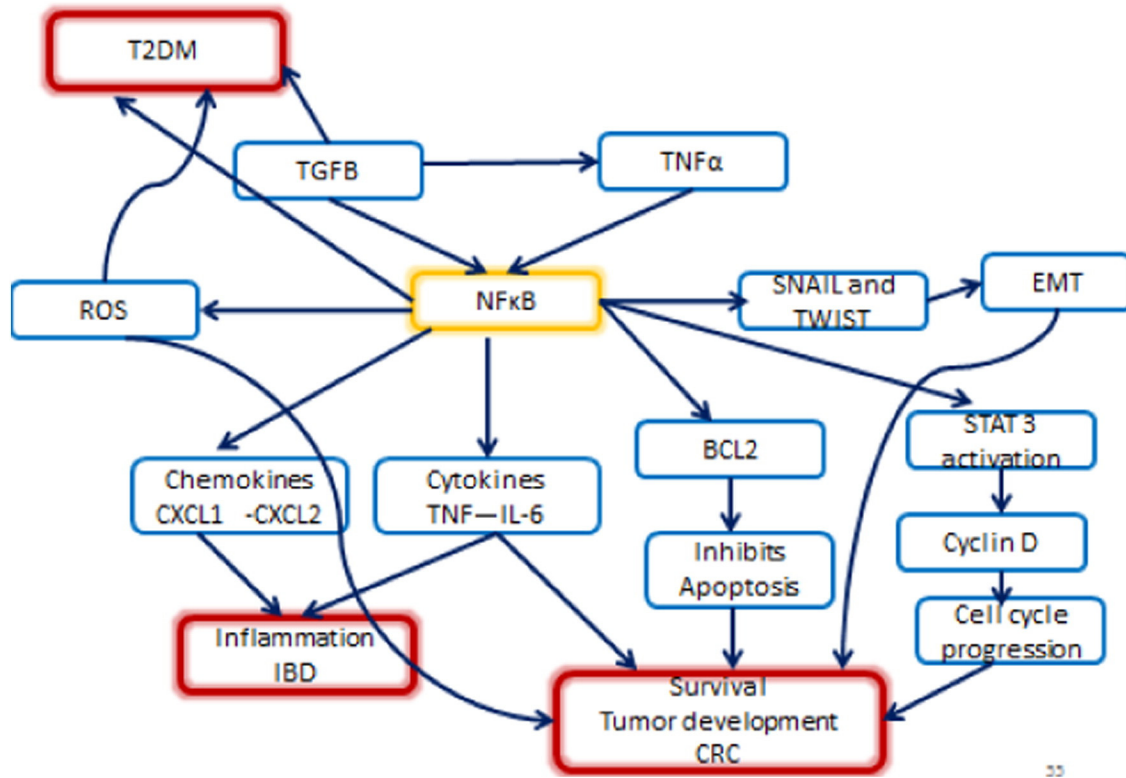 T2DM
TGFB
TNFα
ROS
NFκB
SNAIL and
TWIST
EMT
Chemokines
CXCL1 -CXCL2
Cytokines
TNF—IL-6
BCL2
STAT 3
activation
Inhibits
Apoptosis
Cyclin D
Cell cycle
progression
Inflammation
IBD
Survival
Tumor development
CRC
55